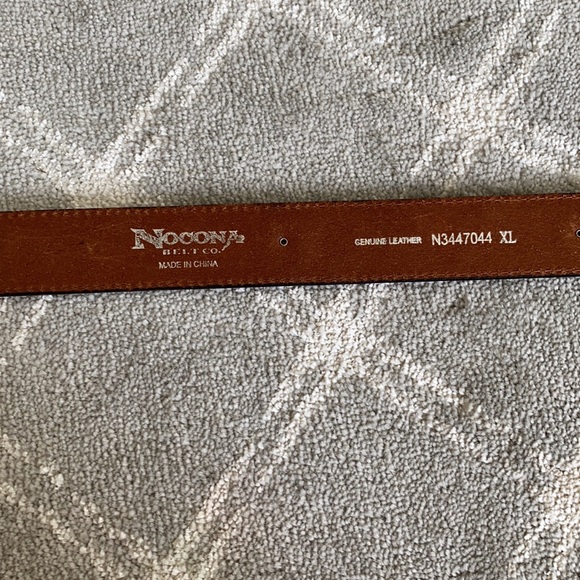 NOCONA
BELT CO.
MADE IN CHINA
GENUINE LEATHER N3447044 XL